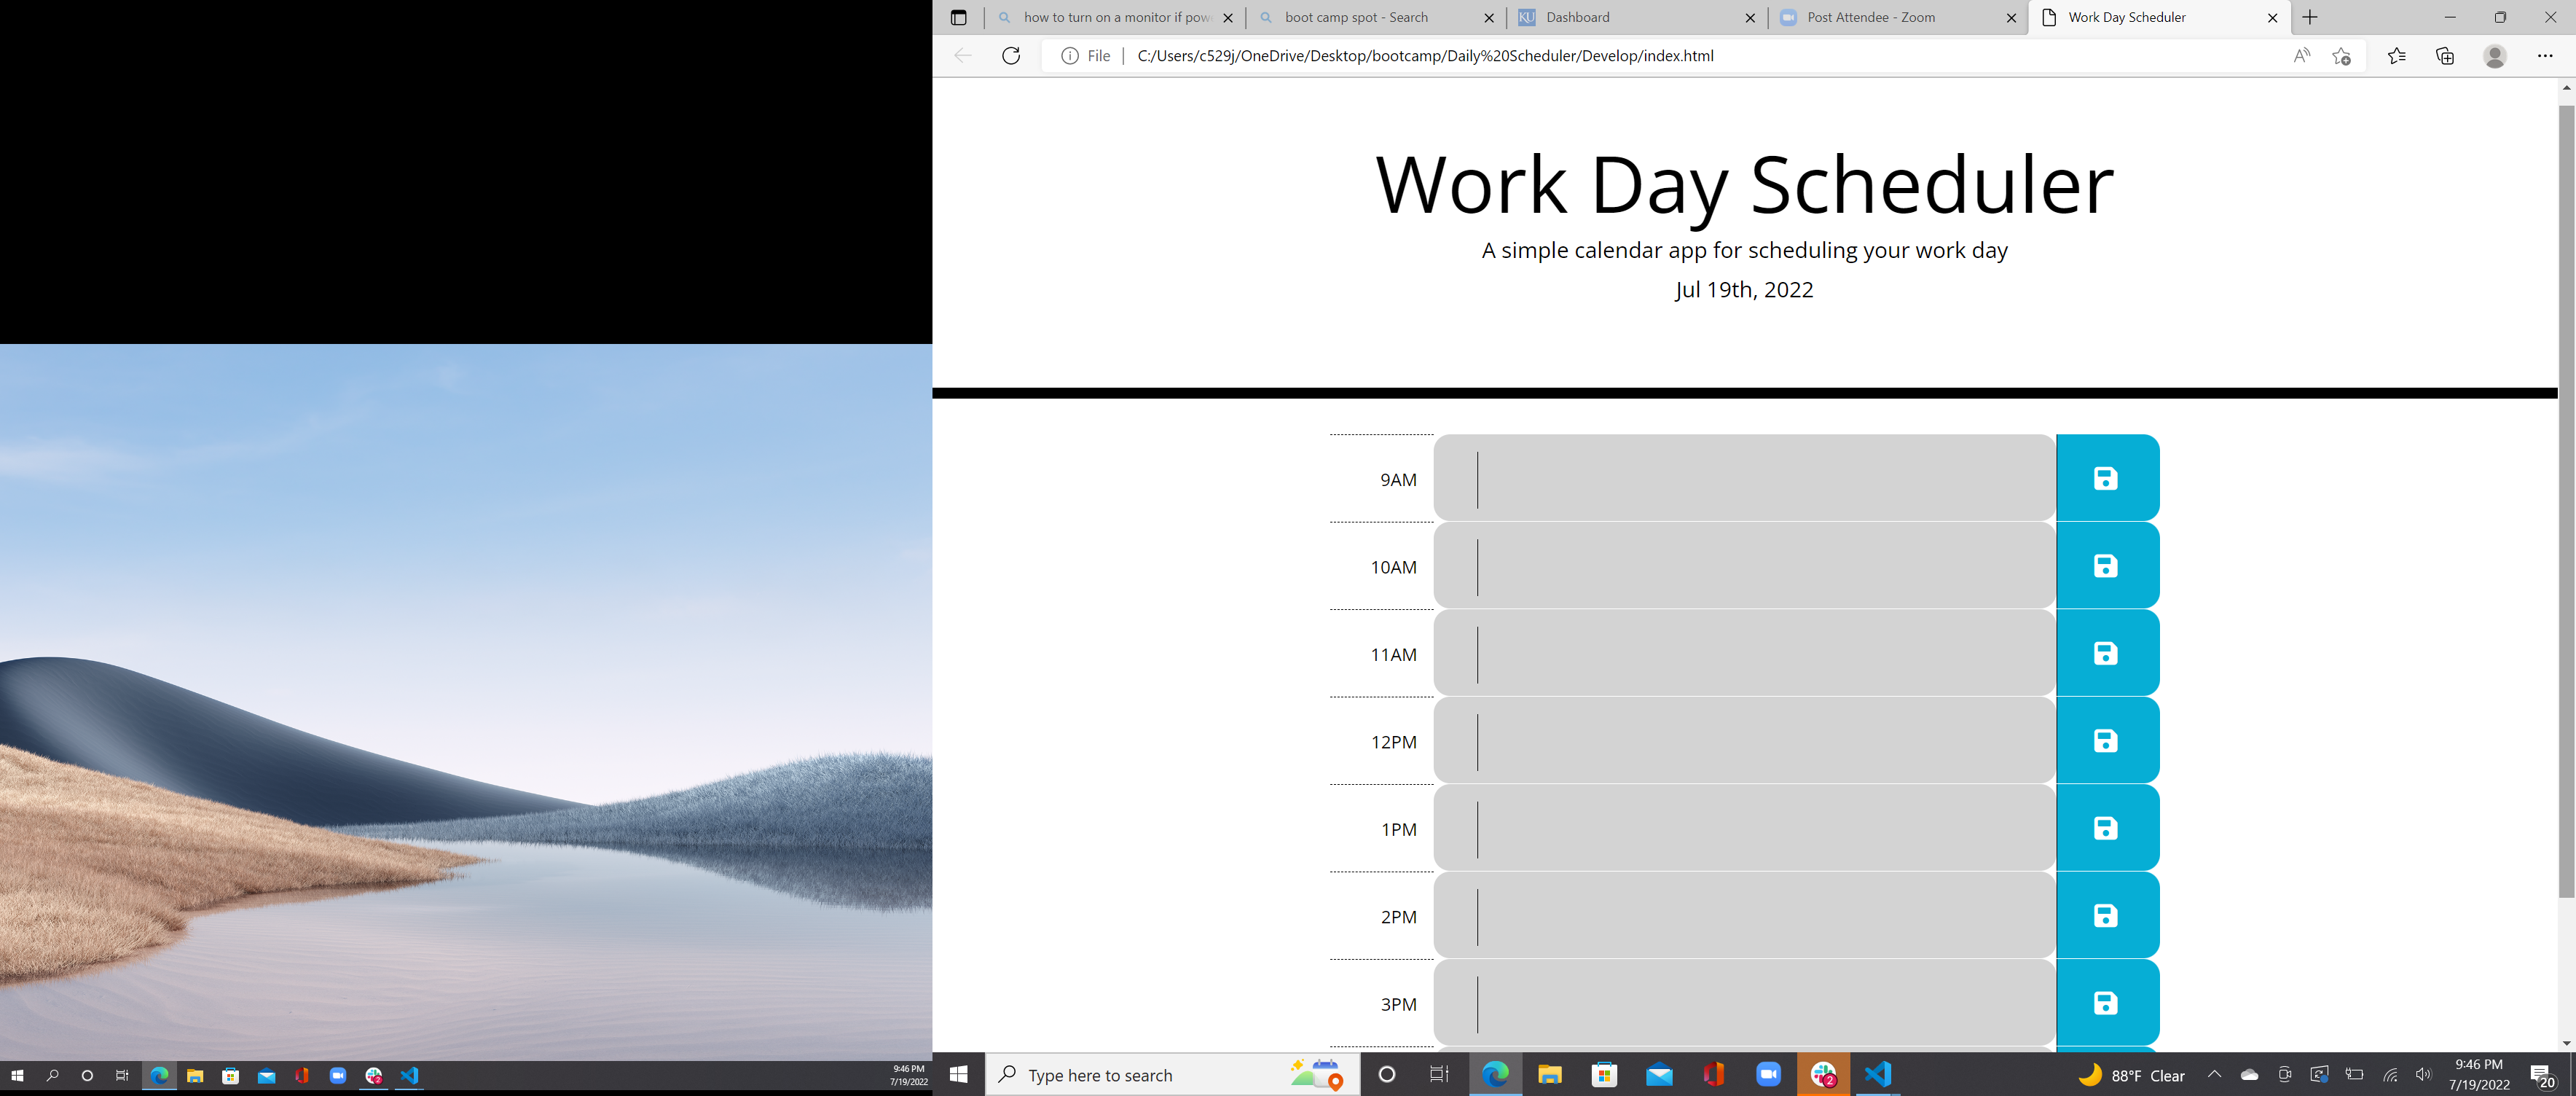 how to turn on a monitor if pow
boot camp spot - Search
KU
Dashboard
Post Attendee - Zoom
Work Day Scheduler
File
C:/Users/c529j/OneDrive/Desktop/bootcamp/Daily%20Scheduler/Develop/index.html
Work Day Scheduler
A simple calendar app for scheduling your work day
Jul 19th, 2022
9AM
10AM
11AM
12PM
1PM
2PM
3PM
9:46 PM
7/19/2022
Type here to search
2
88°F Clear
9:46 PM
7/19/2022
20